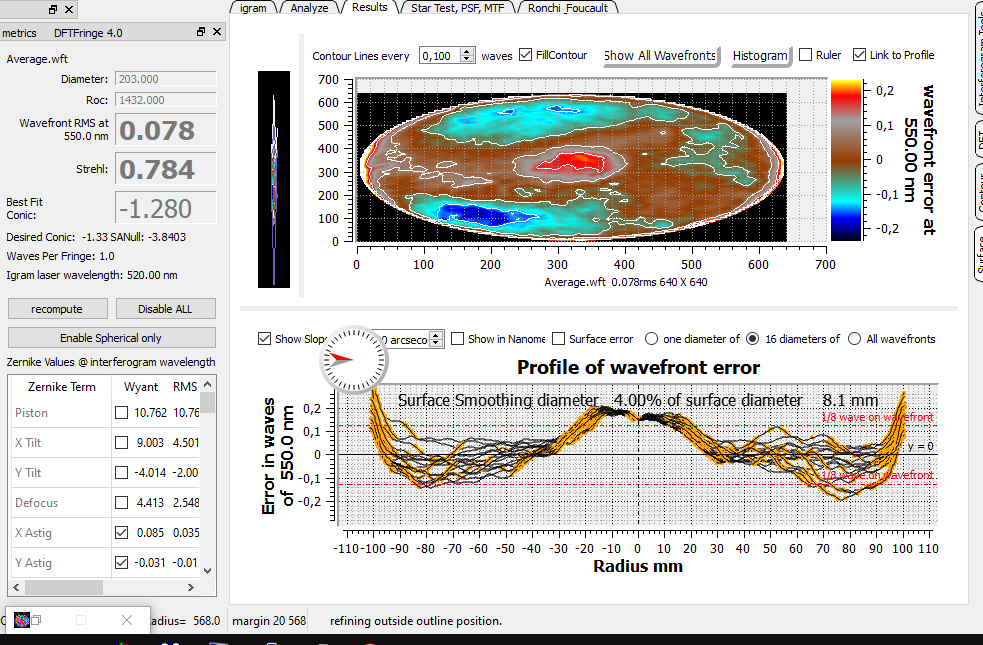 igram Analyze Results Star Test, PSF, MTF Ronchi Foucault
metrics DFTFringe 4.0
Average.wft
Diameter: 203.000
Roc: 1432.000
Wavefront RMS at
550.0 nm
0.078
Strehl: 0.784
Best Fit
Conic:
-1.280
Desired Conic: -1.33 SANull: -3.8403
Waves Per Fringe: 1.0
Igram laser wavelength: 520.00 nm
recompute Disable ALL
Enable Spherical only
Zernike Values @ interferogram wavelength
Zernike Term Wyant RMS
Piston 10.762 10.76
X Tilt 9.003 4.501
Y Tilt -4.014 -2.00
Defocus 4.413 2.548
X Astig 0.085 0.035
Y Astig -0.031 -0.01
Contour Lines every 0,100 waves FillContour Show All Wavefronts Histogram Ruler Link to Profile
700
600
500
400
300
200
100
0
0 100 200 300 400 500 600 700
Average.wft 0.078rms 640 X 640
0,2
0,1
0
-0,1
-0,2
wavefront error at
550.00 nm
Show Slop 0 arcseco Show in Nanome Surface error one diameter of 16 diameters of All wavefronts
Profile of wavefront error
Surface Smoothing diameter 4.00% of surface diameter 8.1 mm
1/8 wave on wavefront
y = 0
1/8 wave on wavefront
Error in waves
of 550.0 nm
0,2
0,1
0
-0,1
-0,2
-110 -100 -90 -80 -70 -60 -50 -40 -30 -20 -10 0 10 20 30 40 50 60 70 80 90 100 110
Radius mm
adius= 568.0 margin 20 568 refining outside outline position.